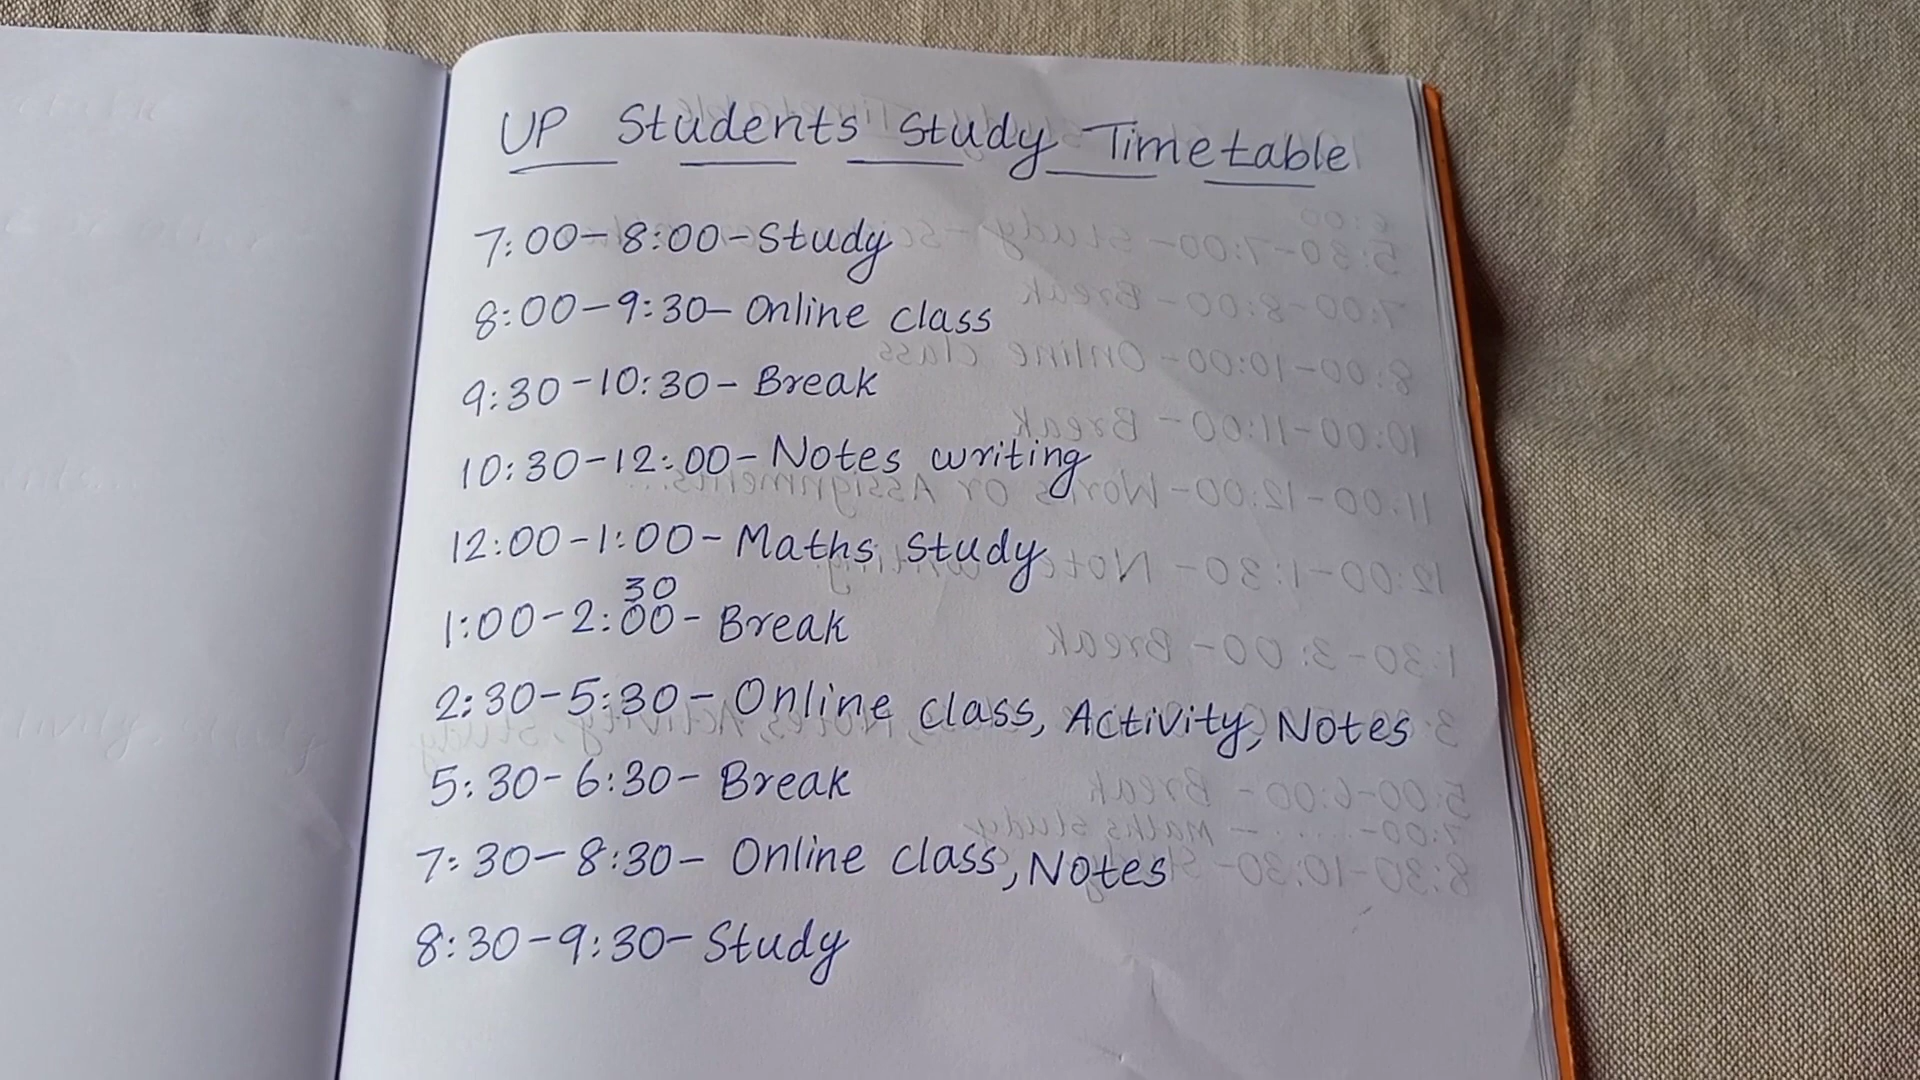 UP Students Study Timetable
7:00-8:00-Study
8:00-9:30-Online class
9:30-10:30-Break
10:30-12:00-Notes writing
12:00-1:00-Maths study
30
1:00-2:00-Break
2:30-5:30-Online class, Activity, Notes
5:30-6:30-Break
7:30-8:30-Online class, Notes
8:30-9:30-Study